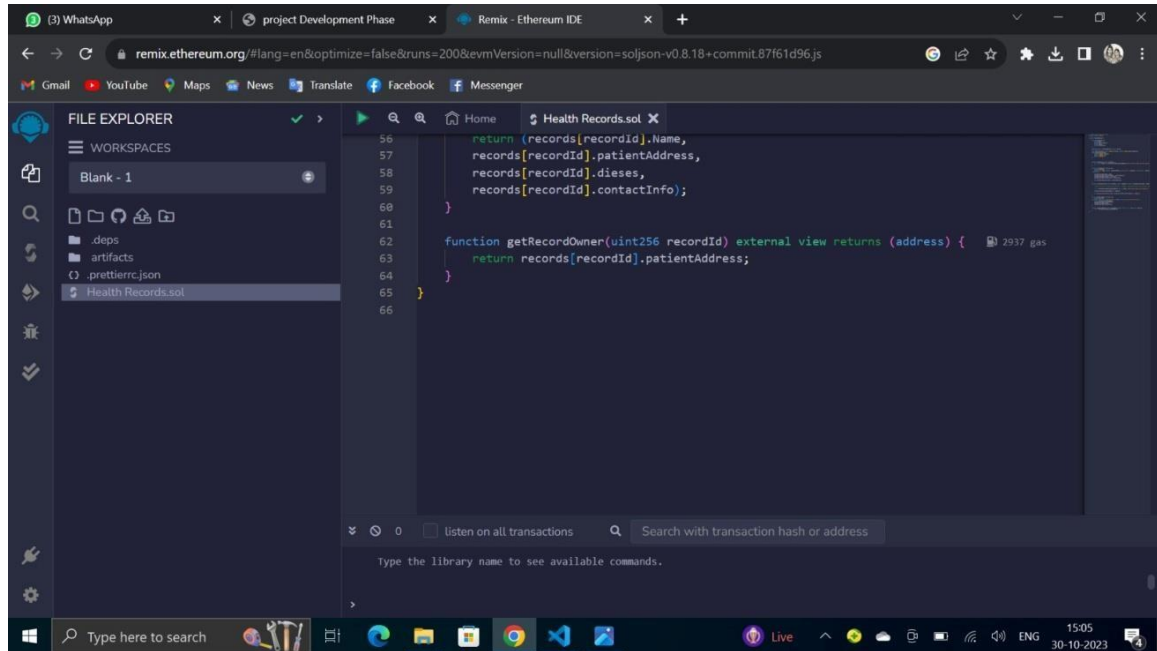 (3) WhatsApp
project Development Phase
Remix - Ethereum IDE
remix.ethereum.org/#lang=en&optimize=false&runs=200&evmVersion=null&version=soljson-v0.8.18+commit.87f61d96.js
Gmail YouTube Maps News Translate Facebook Messenger
FILE EXPLORER
WORKSPACES
Blank - 1
.deps
artifacts
.prettierrc.json
Health Records.sol
Home Health Records.sol
56 return (records[recordId].Name,
57 records[recordId].patientAddress,
58 records[recordId].dieses,
59 records[recordId].contactInfo);
60 }
61
62 function getRecordOwner(uint256 recordId) external view returns (address) { 2937 gas
63 return records[recordId].patientAddress;
64 }
65 }
66
0 listen on all transactions Search with transaction hash or address
Type the library name to see available commands.
>
Type here to search
Live
ENG
15:05
30-10-2023
4